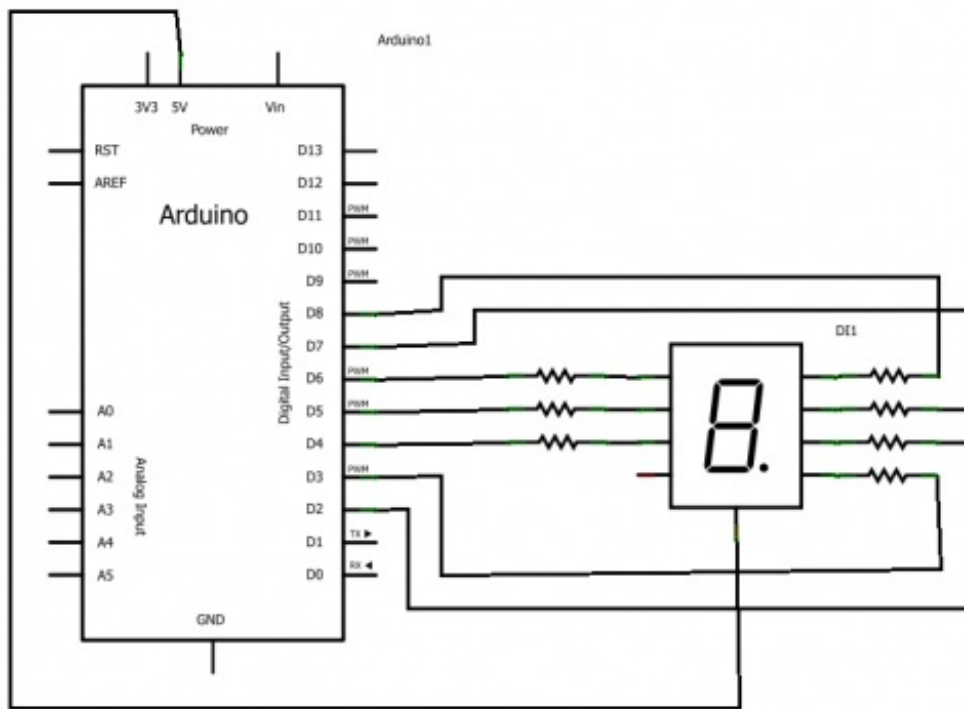 Arduino1
3V3 5V Vin
Power
RST D13
AREF D12
Arduino
D11 PWM
D10 PWM
D9 PWM
Digital Input/Output
D8
D7
DI1
D6 PWM
A0 D5 PWM
A1 D4
Analog Input
A2 D3 PWM
A3 D2
A4 D1 TX ▶
A5 D0 RX ◀
GND